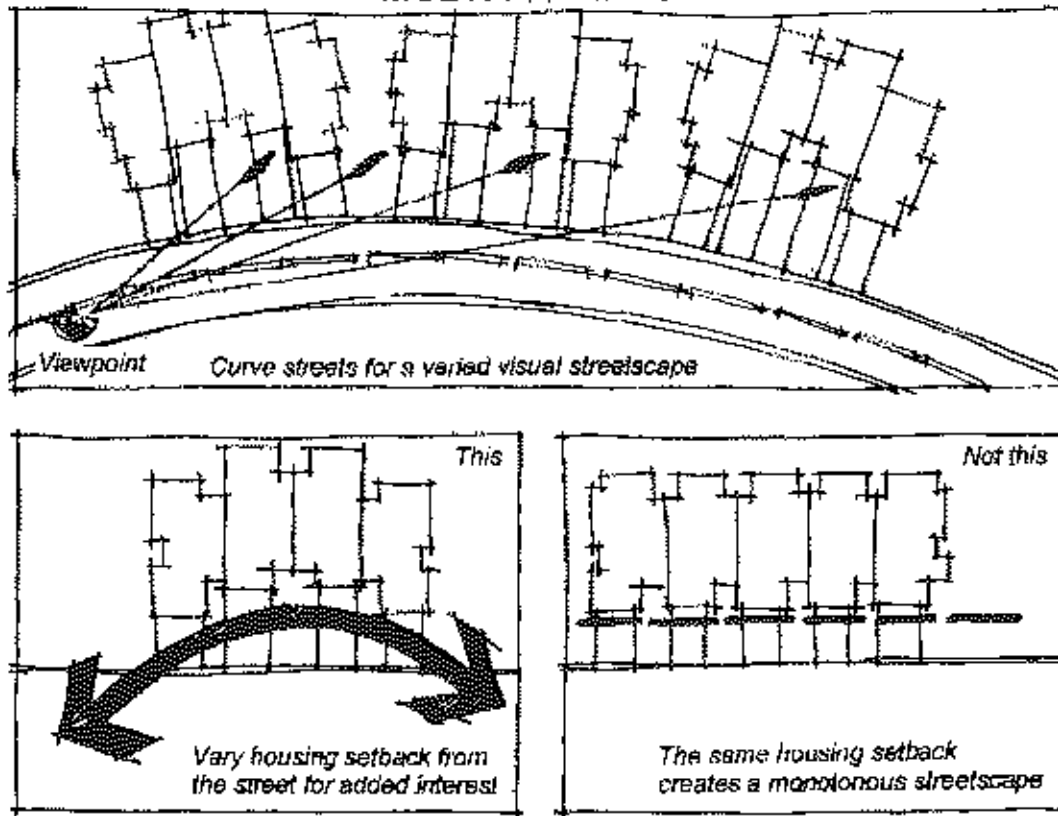 Viewpoint
Curve streets for a varied visual streetscape
This
Vary housing setback from
the street for added interest
Not this
The same housing setback
creates a monotonous streetscape